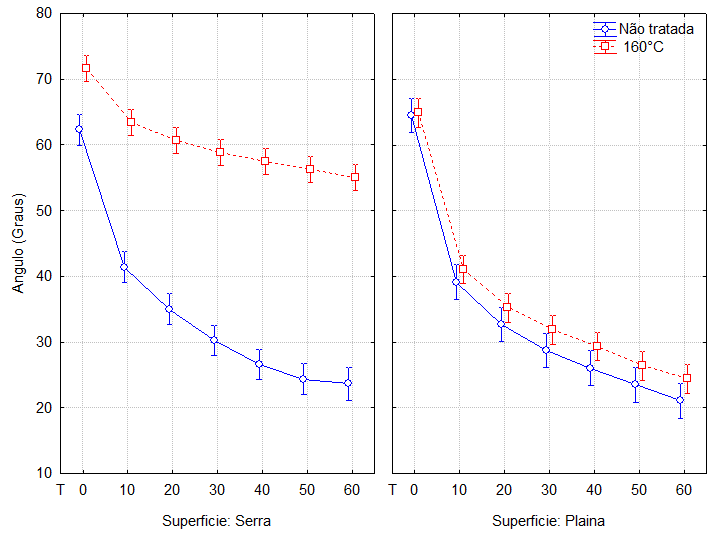 80
70
60
50
40
30
20
10
Angulo (Graus)
Não tratada
160°C
T 0 10 20 30 40 50 60
T 0 10 20 30 40 50 60
Superficie: Serra
Superficie: Plaina